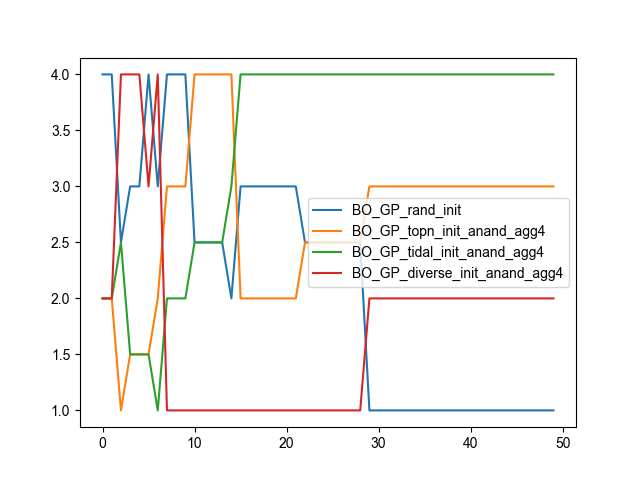 4.0
3.5
3.0
2.5
2.0
1.5
1.0
BO_GP_rand_init
BO_GP_topn_init_anand_agg4
BO_GP_tidal_init_anand_agg4
BO_GP_diverse_init_anand_agg4
0 10 20 30 40 50